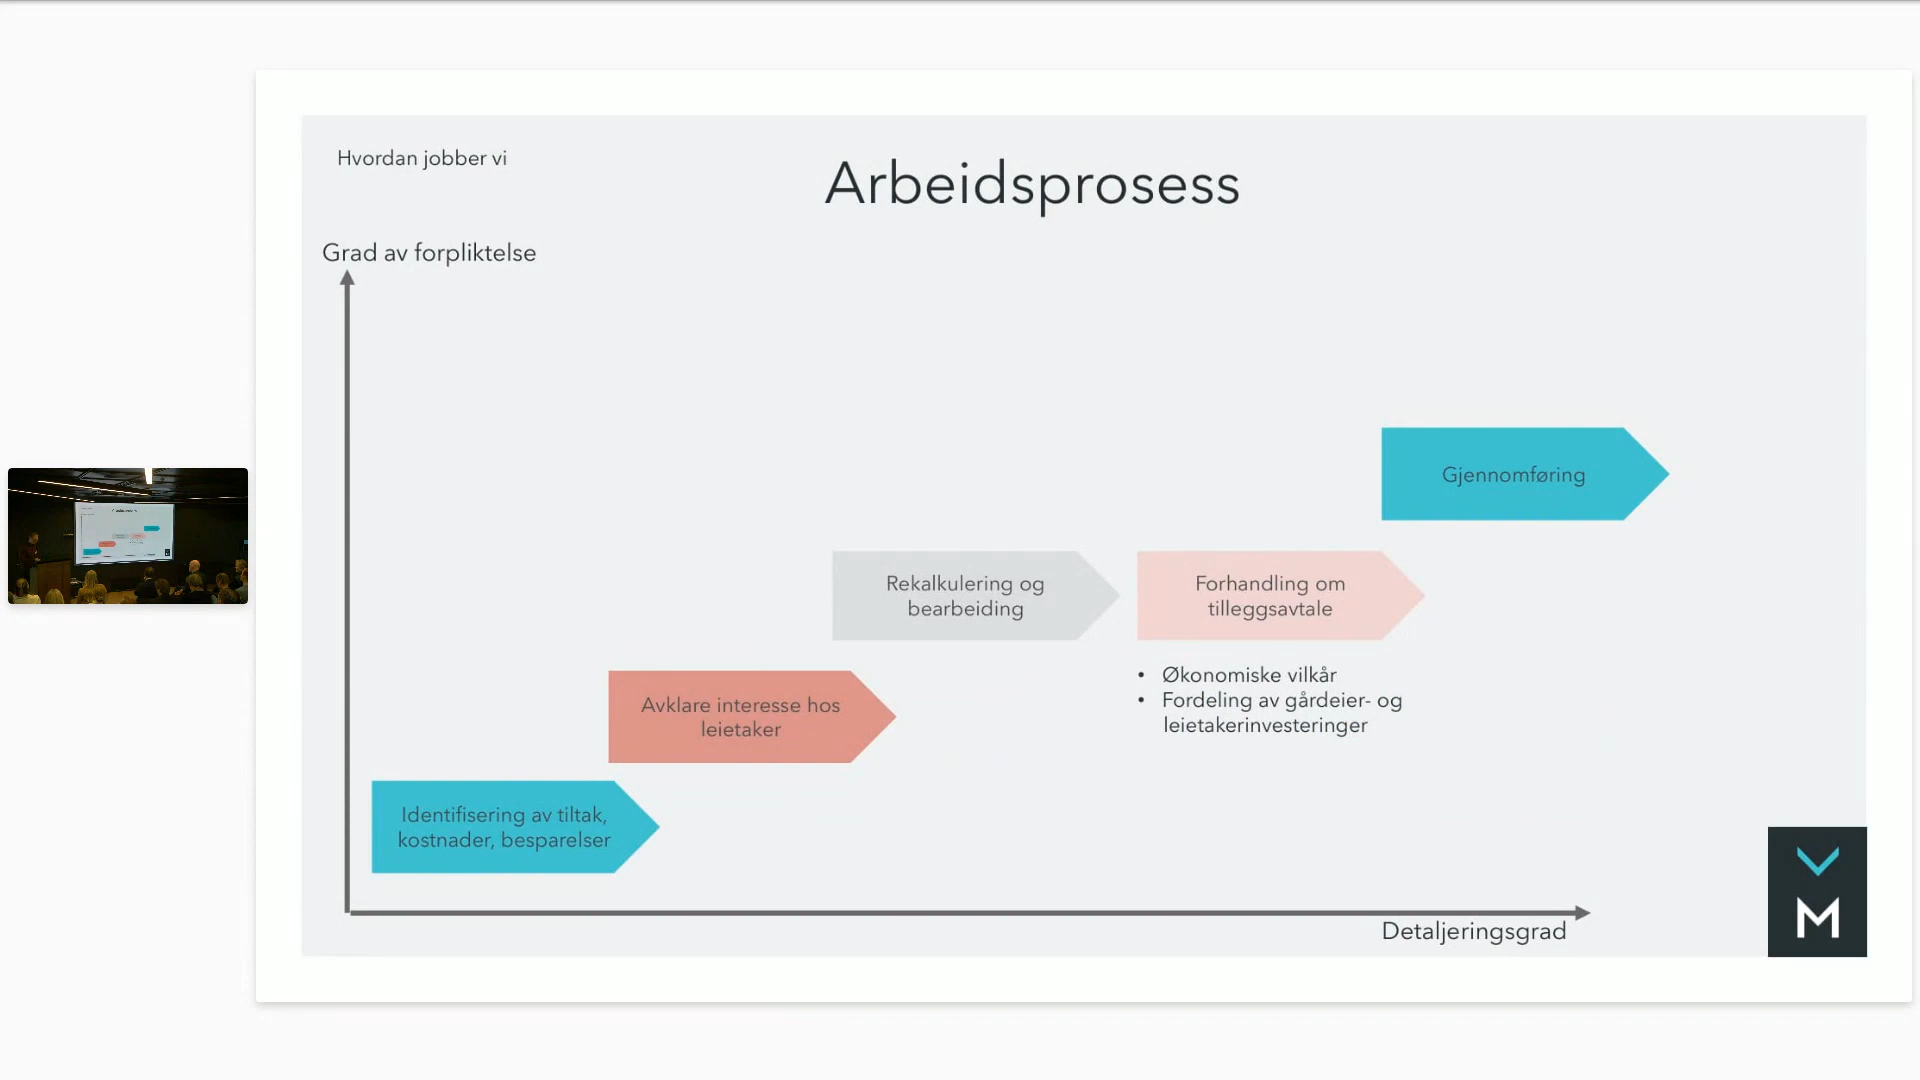 Hvordan jobber vi
Arbeidsprosess
Grad av forpliktelse
Gjennomføring
Rekalkulering og
bearbeiding
Forhandling om
tilleggsavtale
• Økonomiske vilkår
• Fordeling av gårdeier- og
leietakerinvesteringer
Avklare interesse hos
leietaker
Identifisering av tiltak,
kostnader, besparelser
Detaljeringsgrad
VM